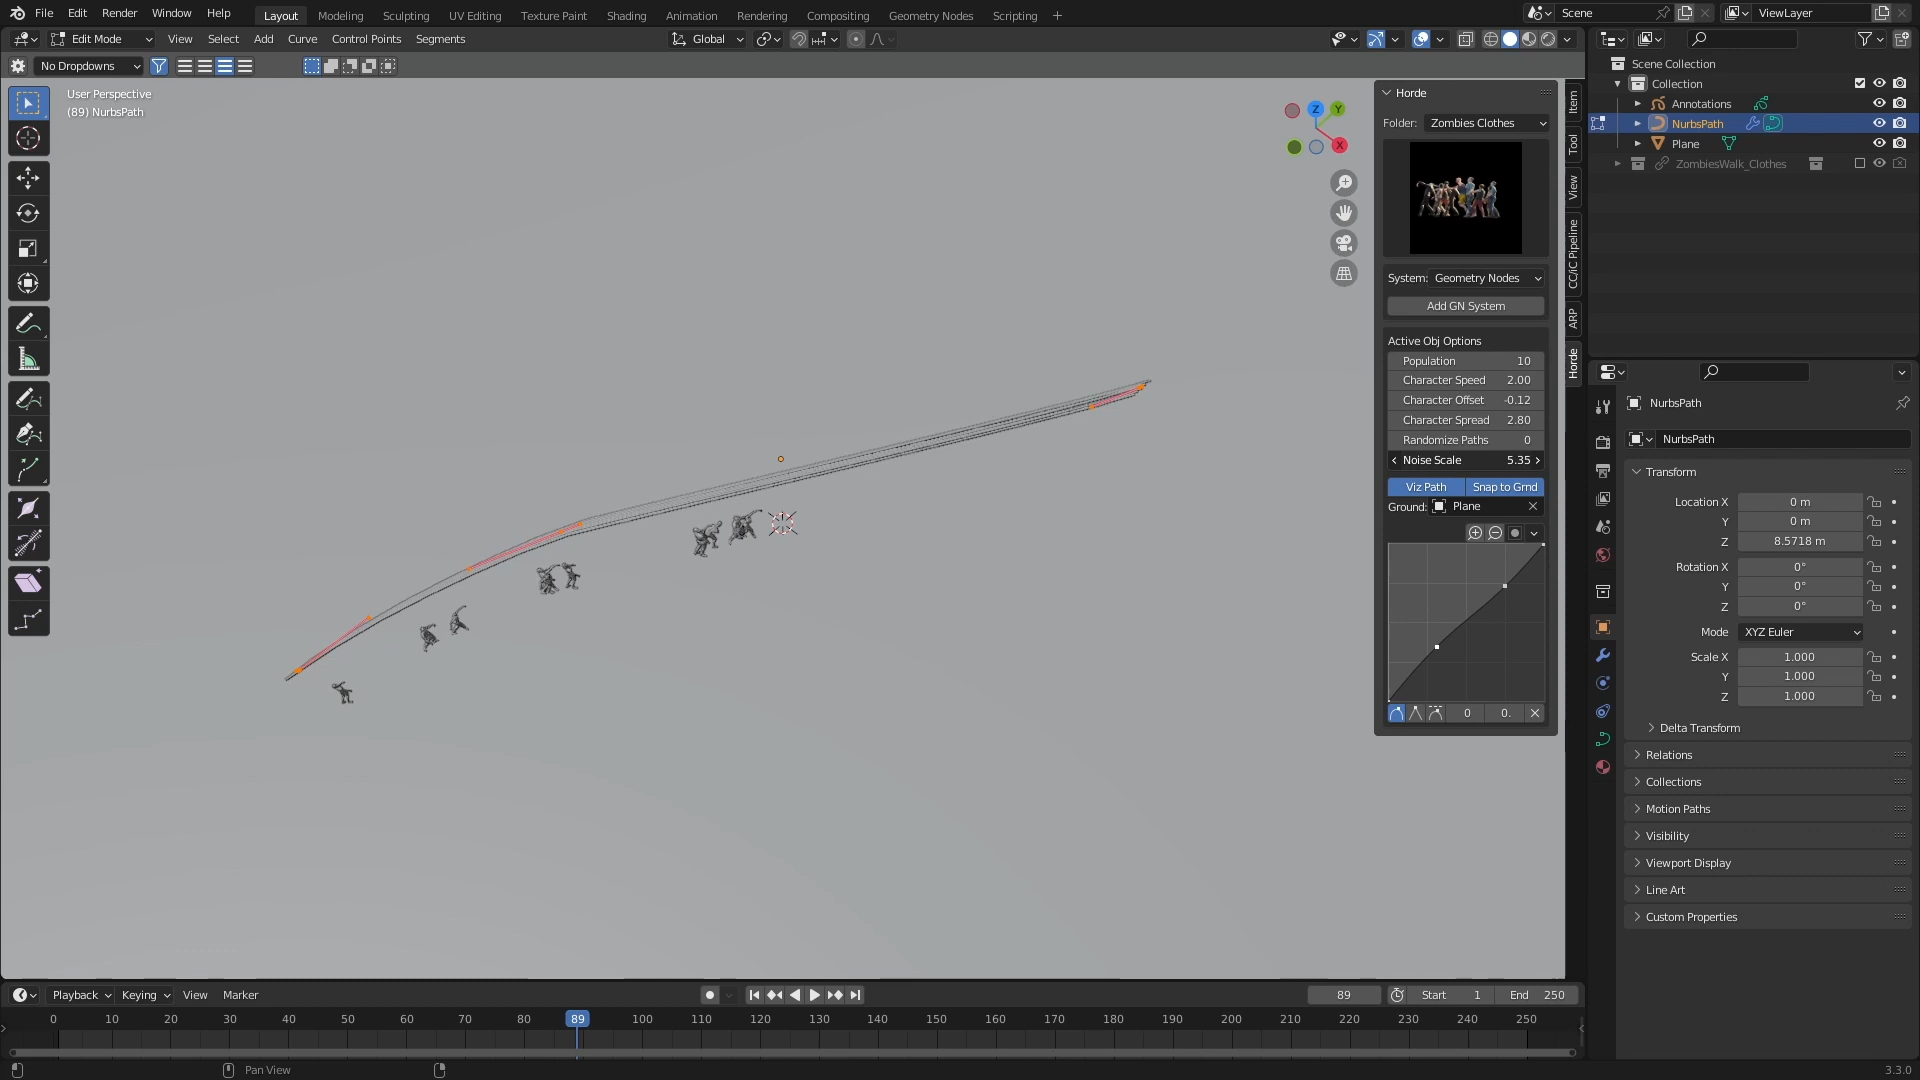 File Edit Render Window Help Layout Modeling Sculpting UV Editing Texture Paint Shading Animation Rendering Compositing Geometry Nodes Scripting + Scene ViewLayer
Edit Mode View Select Add Curve Control Points Segments Global
No Dropdowns
User Perspective
(89) NurbsPath
Z
Y
X
Horde
Folder: Zombies Clothes
System: Geometry Nodes
Add GN System
Active Obj Options
Population 10
Character Speed 2.00
Character Offset -0.12
Character Spread 2.80
Randomize Paths 0
Noise Scale 5.35
Viz Path Snap to Grnd
Ground: Plane
0 0.
Item
Tool
View
CC/iC Pipeline
ARP
Horde
Scene Collection
Collection
Annotations
NurbsPath
Plane
ZombiesWalk_Clothes
NurbsPath
NurbsPath
Transform
Location X 0 m
Y 0 m
Z 8.5718 m
Rotation X 0°
Y 0°
Z 0°
Mode XYZ Euler
Scale X 1.000
Y 1.000
Z 1.000
Delta Transform
Relations
Collections
Motion Paths
Visibility
Viewport Display
Line Art
Custom Properties
Playback Keying View Marker 89 Start 1 End 250
0 10 20 30 40 50 60 70 80 89 100 110 120 130 140 150 160 170 180 190 200 210 220 230 240 250
Pan View 3.3.0